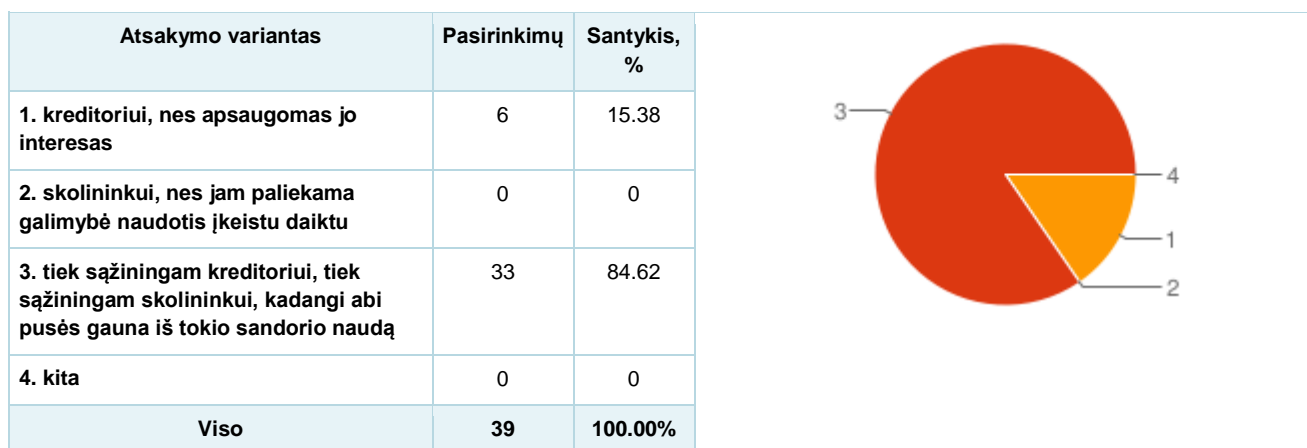 Atsakymo variantas Pasirinkimų Santykis,
%
1. kreditoriui, nes apsaugomas jo
interesas
6 15.38
2. skolininkui, nes jam paliekama
galimybė naudotis įkeistu daiktu
0 0
3. tiek sąžiningam kreditoriui, tiek
sąžiningam skolininkui, kadangi abi
pusės gauna iš tokio sandorio naudą
33 84.62
4. kita 0 0
Viso 39 100.00%
3
4
1
2